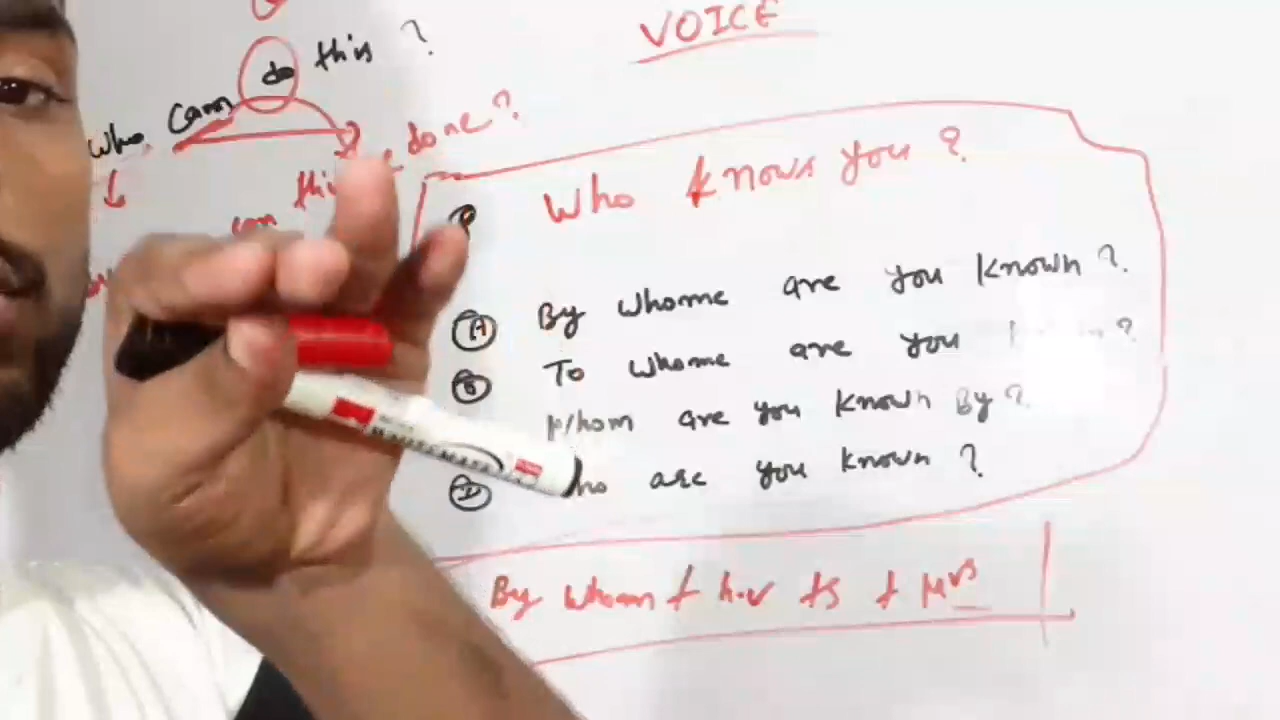 VOICE
do this ?
who can
done ?
can
Who knows you ?
By whome are you known ?
To whome are you ?
whom are you known By ?
are you known ?
By whom + h.v + S +